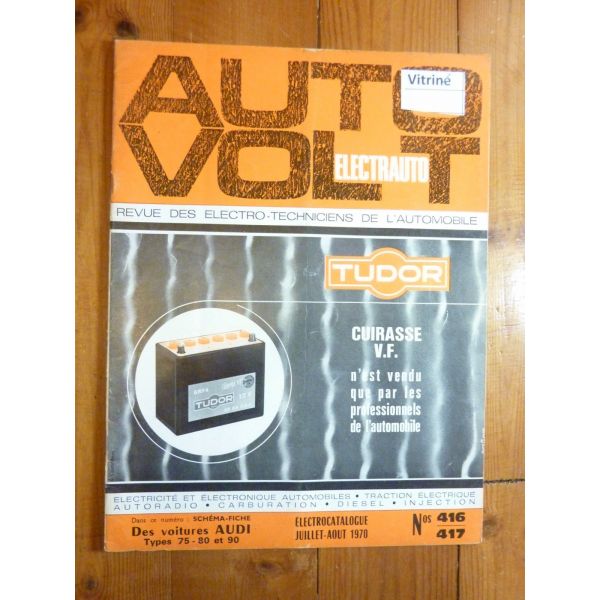 AUTO
Vitriné
VOLT
ELECTRAUTO
REVUE DES ELECTRO-TECHNICIENS DE L'AUTOMOBILE
TUDOR
CUIRASSE
V.F.
n'est vendu
que par les
professionnels
de l'automobile
TUDOR
12 V
ELECTRICITÉ ET ÉLECTRONIQUE AUTOMOBILES • TRACTION ÉLECTRIQUE
AUTORADIO • CARBURATION • DIESEL • INJECTION
Dans ce numéro : SCHÉMA-FICHE
Des voitures AUDI
Types 75 - 80 et 90
ÉLECTROCATALOGUE
JUILLET-AOUT 1970
Nos 416
417